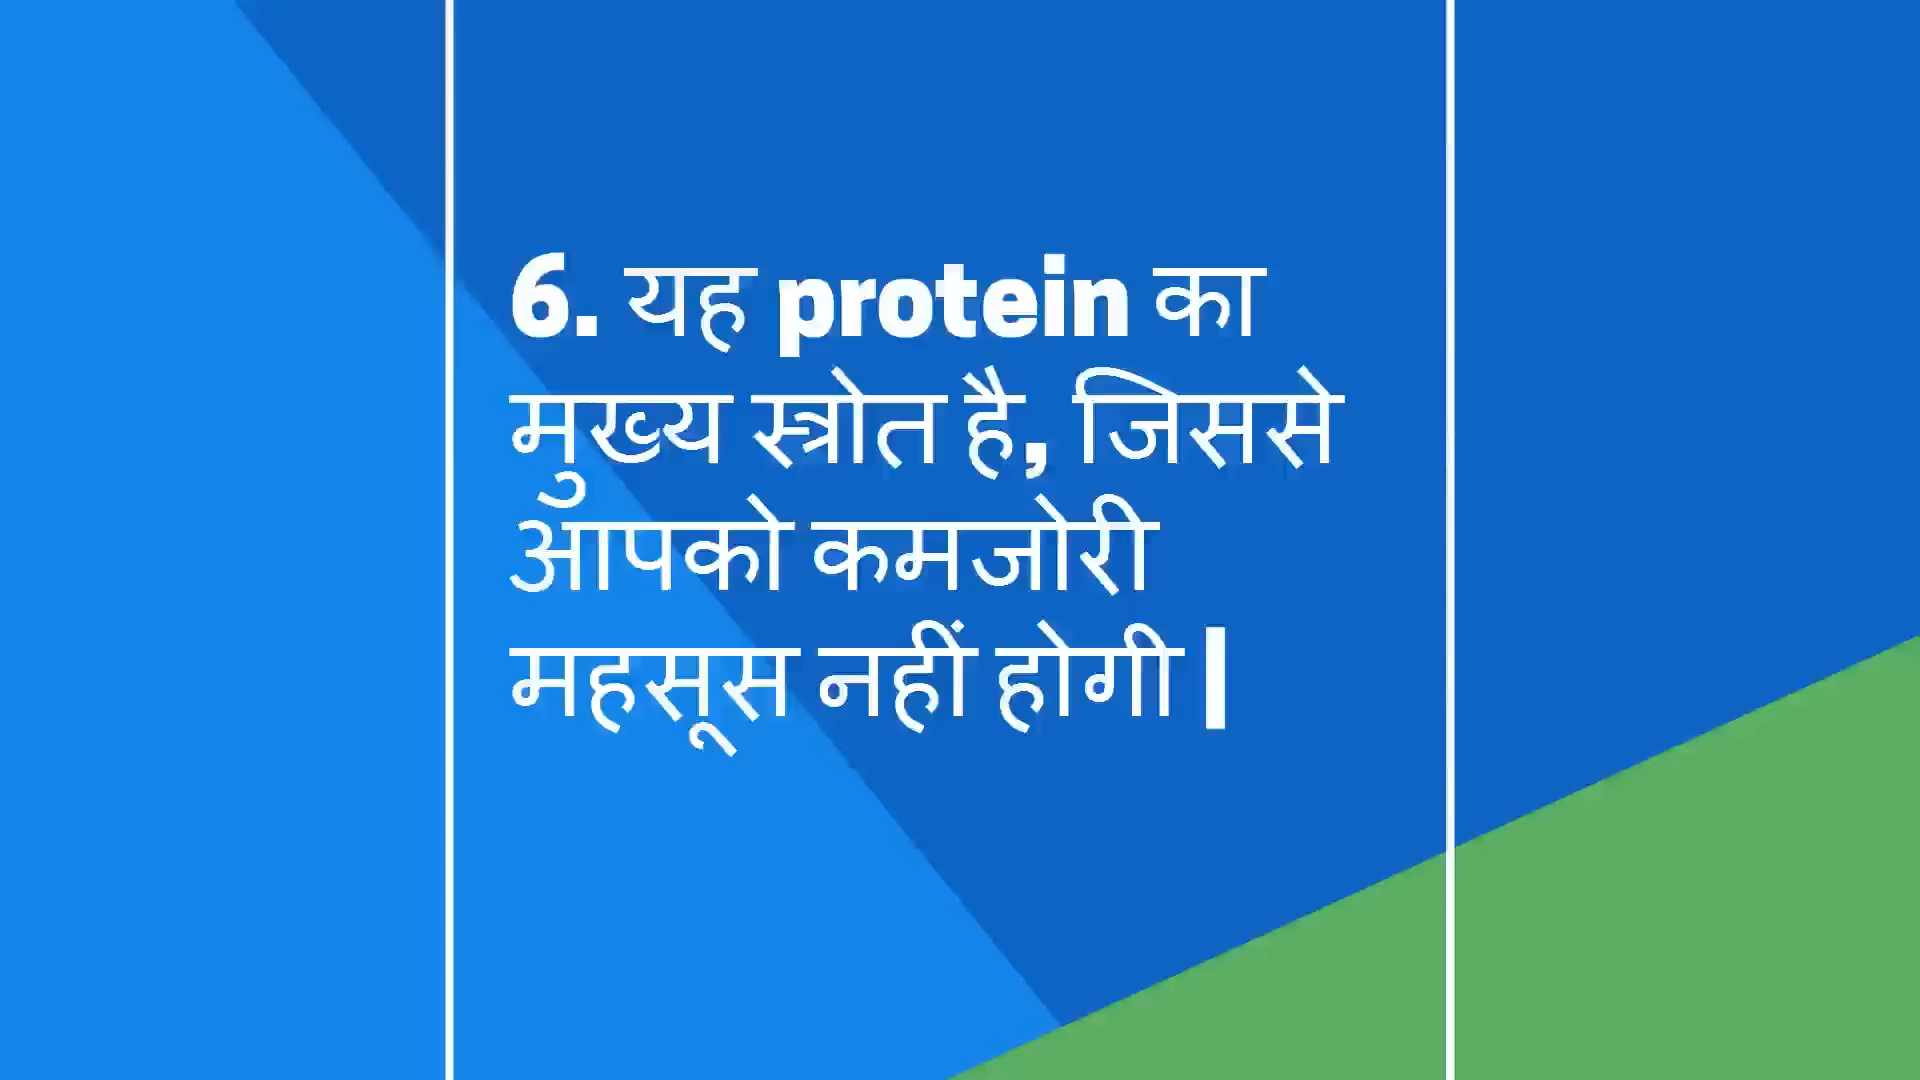 6. यह protein का
मुख्य स्त्रोत है, जिससे
आपको कमजोरी
महसूस नहीं होगी |